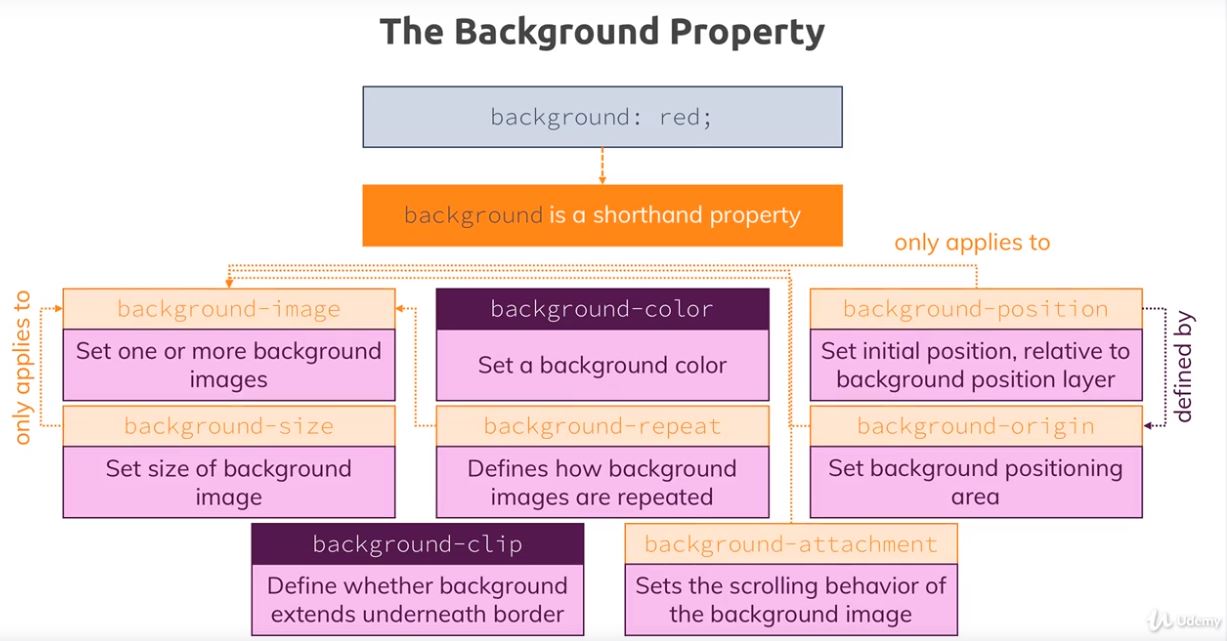 The Background Property
background: red;
background is a shorthand property
only applies to
only applies to
background-image
Set one or more background
images
background-color
Set a background color
background-position
Set initial position, relative to
background position layer
defined by
background-size
Set size of background
image
background-repeat
Defines how background
images are repeated
background-origin
Set background positioning
area
background-clip
Define whether background
extends underneath border
background-attachment
Sets the scrolling behavior of
the background image
Udemy